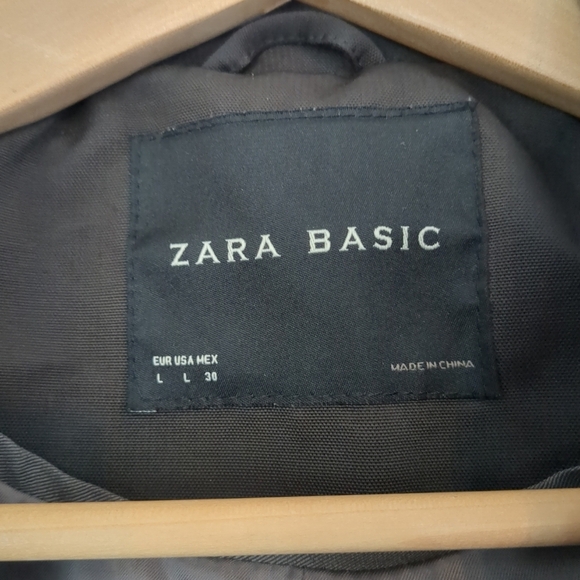 ZARA BASIC
EUR USA MEX
L L 30
MADE IN CHINA